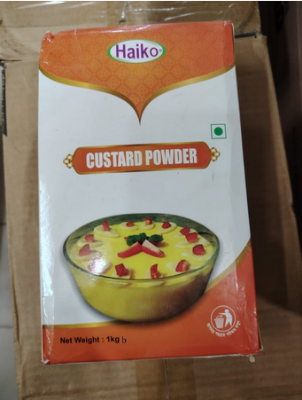 Haiko
CUSTARD POWDER
Net Weight : 1kg